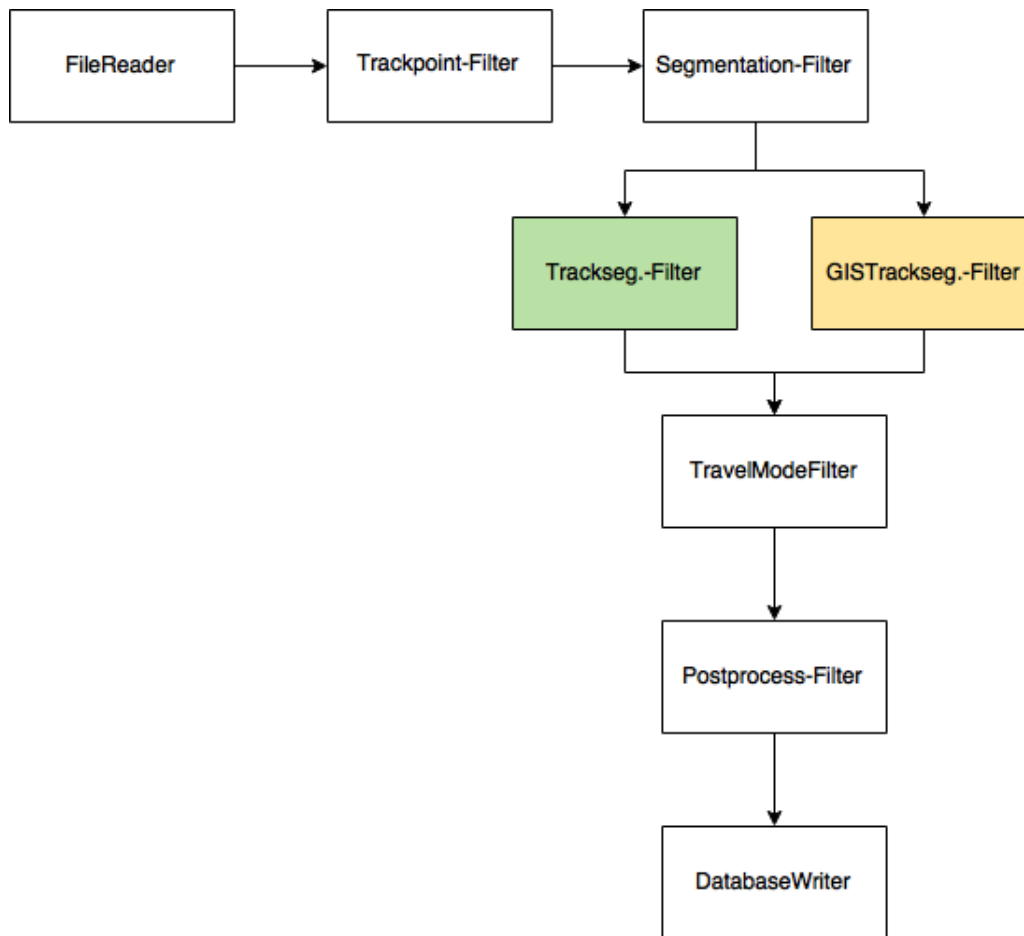 FileReader
Trackpoint-Filter
Segmentation-Filter
Trackseg.-Filter
GISTrackseg.-Filter
TravelModeFilter
Postprocess-Filter
DatabaseWriter